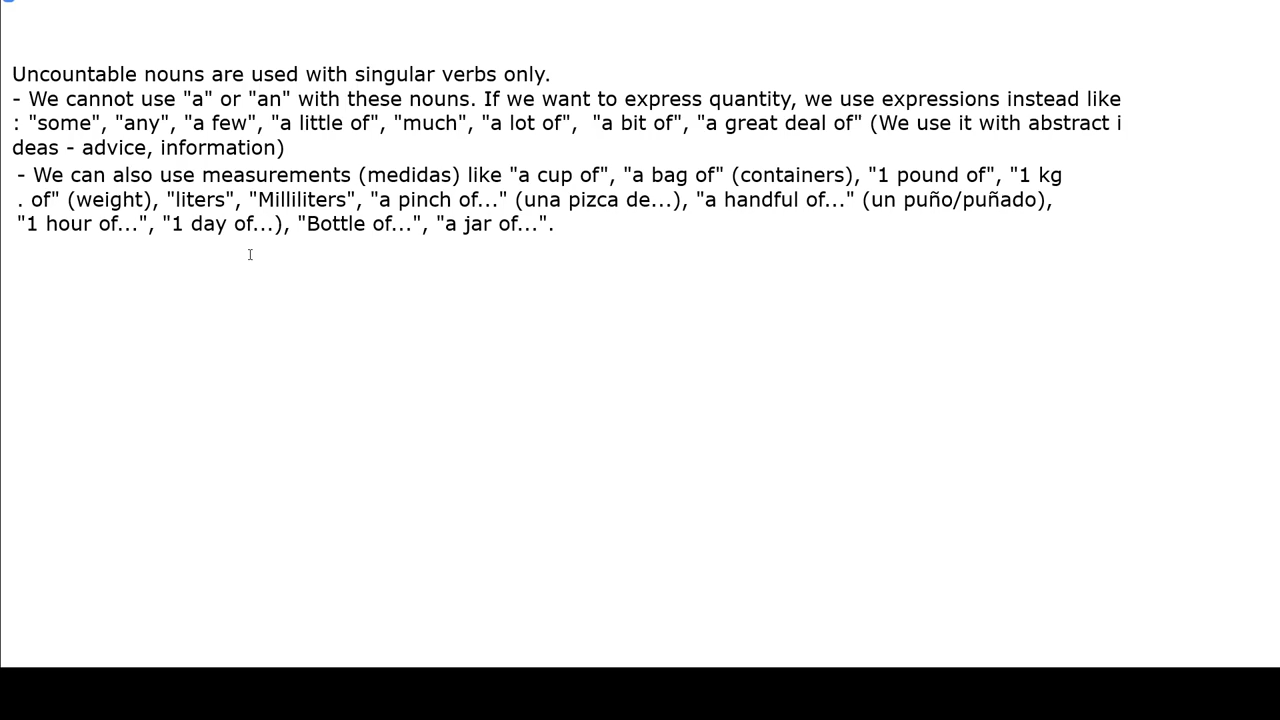 Uncountable nouns are used with singular verbs only.
- We cannot use "a" or "an" with these nouns. If we want to express quantity, we use expressions instead like
: "some", "any", "a few", "a little of", "much", "a lot of",  "a bit of", "a great deal of" (We use it with abstract i
deas - advice, information)
- We can also use measurements (medidas) like "a cup of", "a bag of" (containers), "1 pound of", "1 kg
. of" (weight), "liters", "Milliliters", "a pinch of..." (una pizca de...), "a handful of..." (un puño/puñado),
"1 hour of...", "1 day of...), "Bottle of...", "a jar of...".